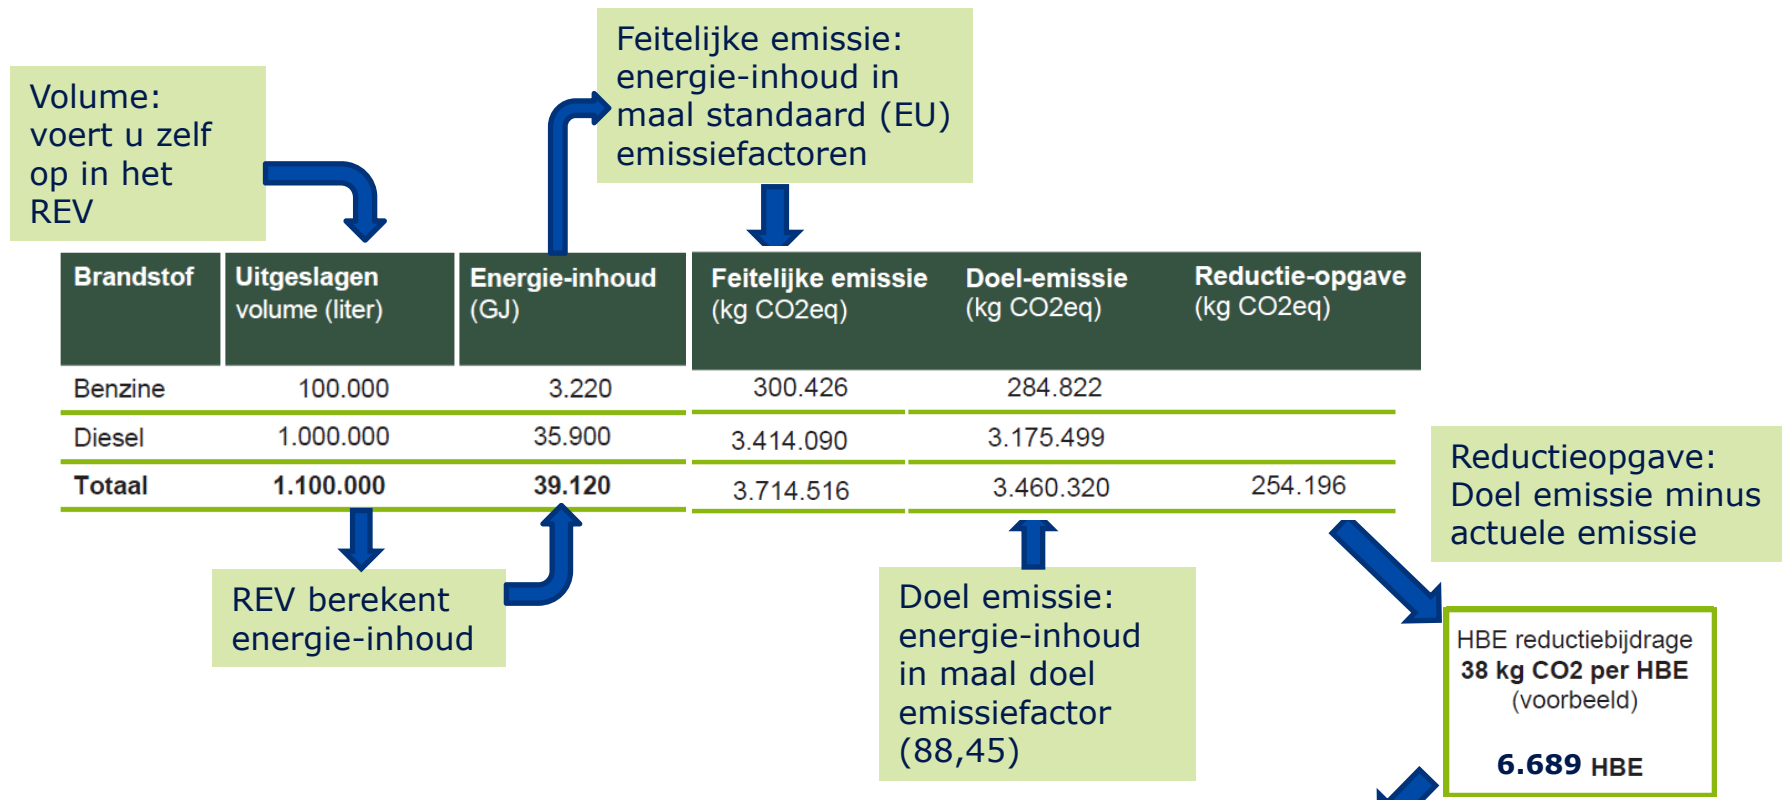 Feitelijke emissie:
energie-inhoud in
maal standaard (EU)
emissiefactoren
Volume:
voert u zelf
op in het
REV
Brandstof Uitgeslagen Energie-inhoud Feitelijke emissie Doel-emissie Reductie-opgave
volume (liter) (GJ) (kg CO2eq) (kg CO2eq) (kg CO2eq)
Benzine 100.000 3.220 300.426 284.822
Diesel 1.000.000 35.900 3.414.090 3.175.499
Totaal 1.100.000 39.120 3.714.516 3.460.320 254.196
Reductieopgave:
Doel emissie minus
actuele emissie
REV berekent
energie-inhoud
Doel emissie:
energie-inhoud
in maal doel
emissiefactor
(88,45)
HBE reductiebijdrage
38 kg CO2 per HBE
(voorbeeld)
6.689 HBE